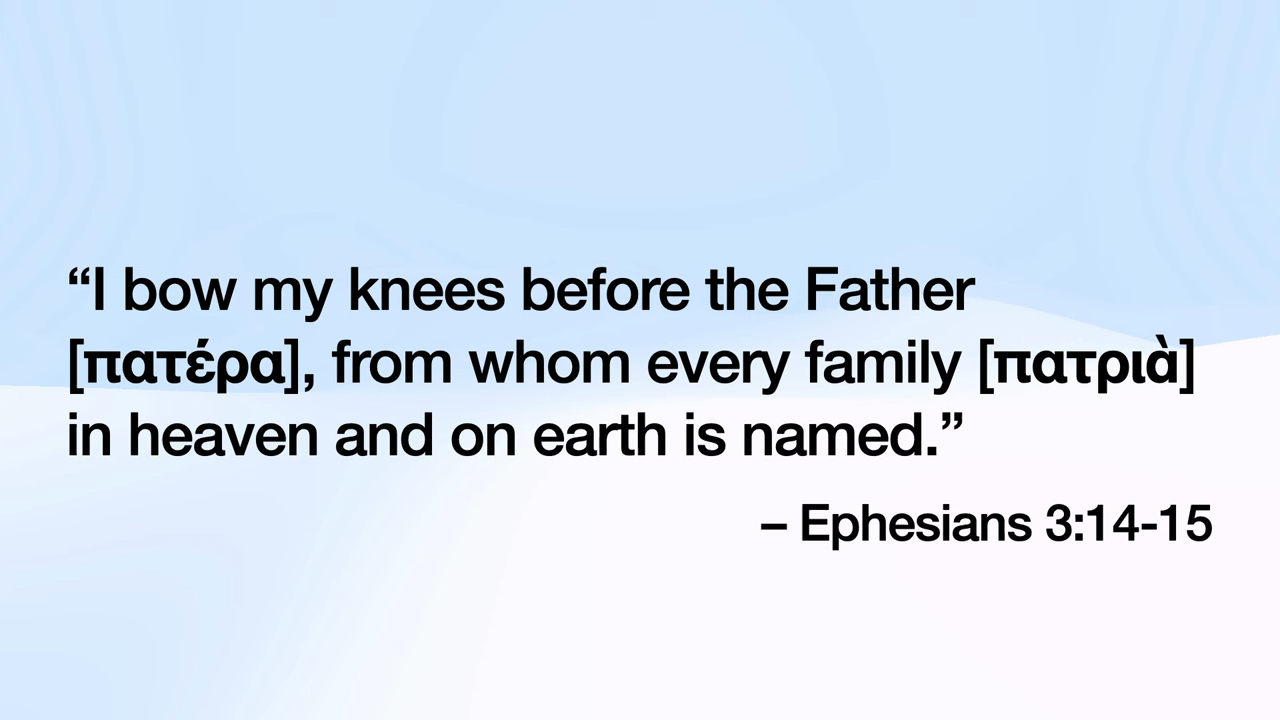 “I bow my knees before the Father
[πατέρα], from whom every family [πατριὰ]
in heaven and on earth is named.”
– Ephesians 3:14-15